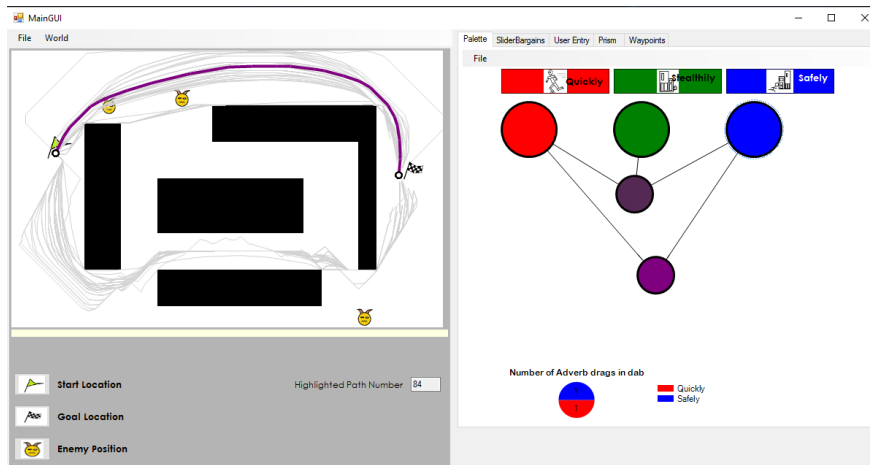 MainGUI
File World
Palette SliderBargains User Entry Prism Waypoints
File
Quickly Stealthily Safely
Number of Adverb drags in dab
Quickly
Safely
1
Start Location
Highlighted Path Number 84
Goal Location
Enemy Position